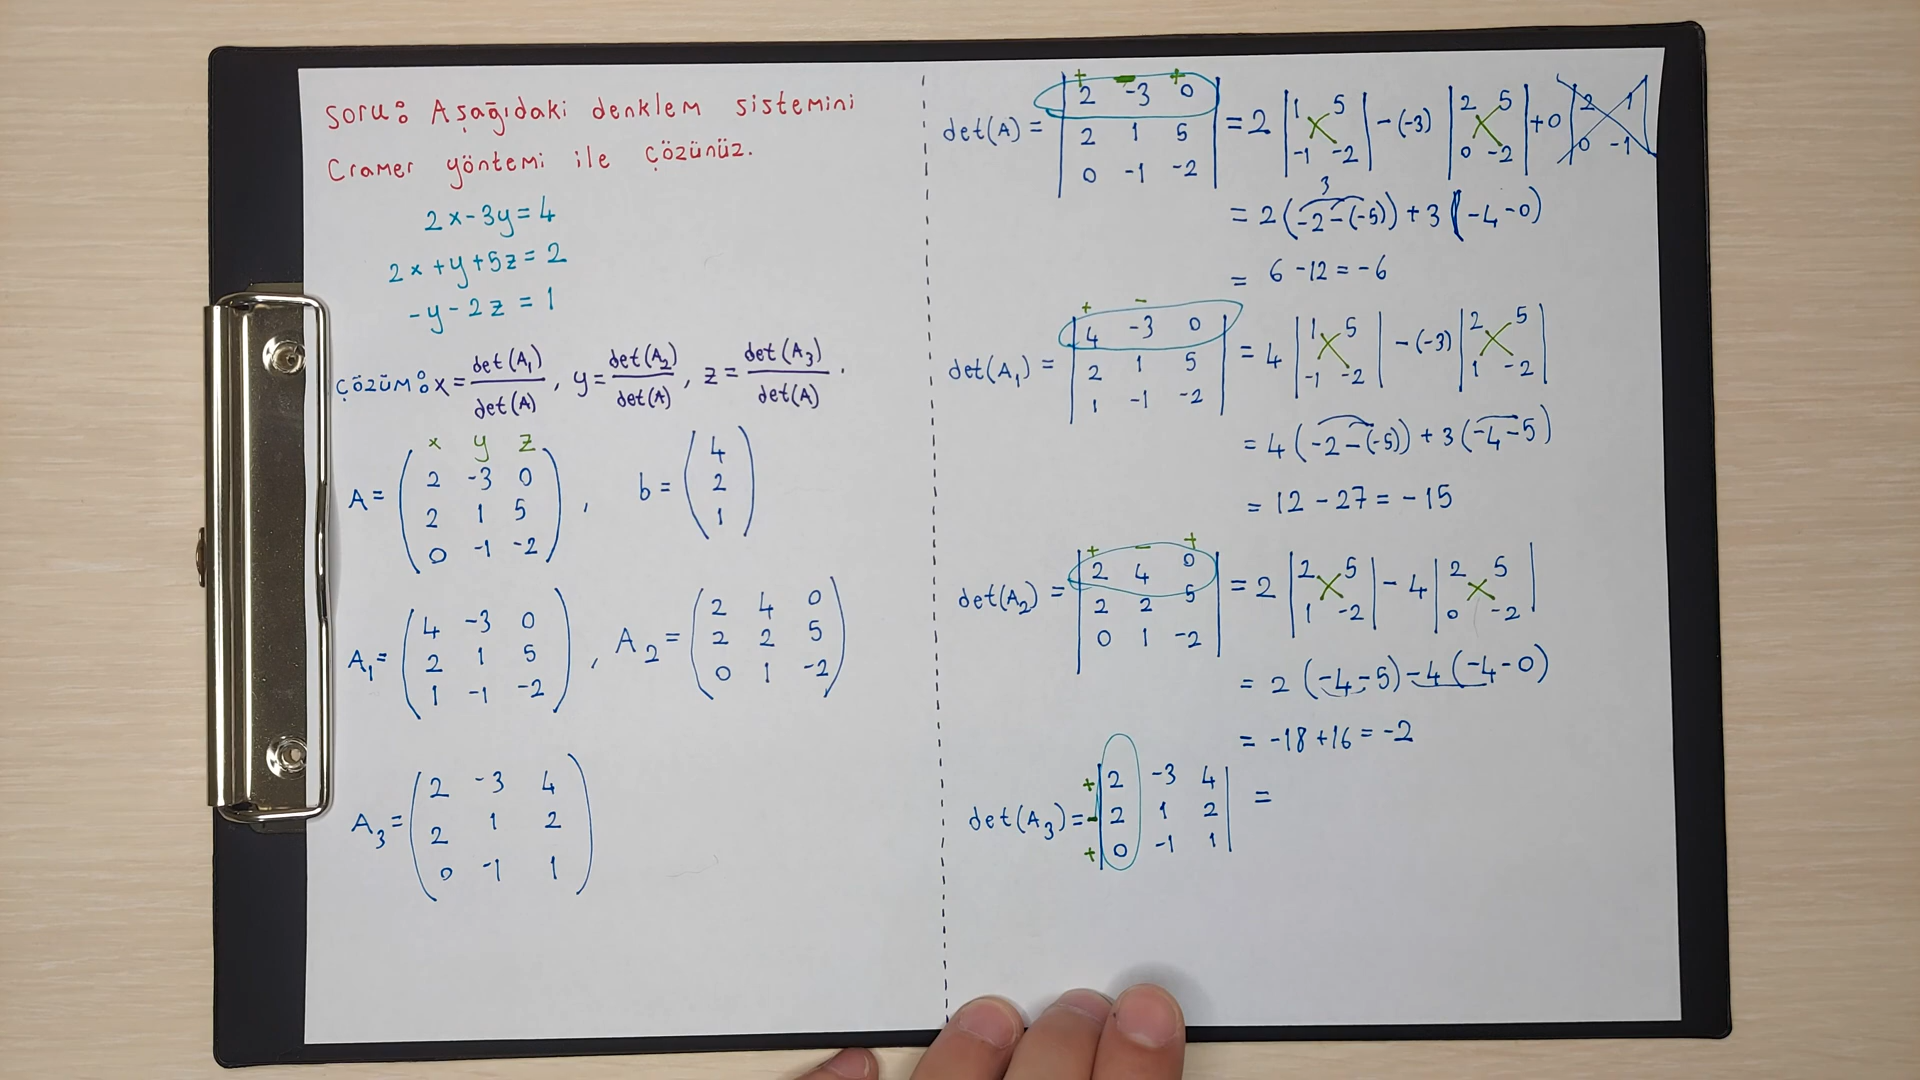 Soru: Aşağıdaki denklem sistemini
Cramer yöntemi ile çözünüz.
2x-3y=4
2x+y+5z=2
-y-2z=1
Çözüm: x = det(A₁)/det(A), y = det(A₂)/det(A), z = det(A₃)/det(A).
x y z
A = ( 2 -3 0
2 1 5
0 -1 -2 ), b = ( 4
2
1 )
A₁ = ( 4 -3 0
2 1 5
1 -1 -2 ), A₂ = ( 2 4 0
2 2 5
0 1 -2 )
A₃ = ( 2 -3 4
2 1 2
0 -1 1 )
+ - +
det(A) = | 2 -3 0
2 1 5
0 -1 -2 | = 2 | 1 5
-1 -2 | -(-3) | 2 5
0 -2 | +0 | 2 1
0 -1 |
3
= 2(-2-(-5))+3(-4-0)
= 6-12=-6
+ -
det(A₁) = | 4 -3 0
2 1 5
1 -1 -2 | = 4 | 1 5
-1 -2 | -(-3) | 2 5
1 -2 |
= 4(-2-(-5))+3(-4-5)
= 12-27=-15
+ - +
det(A₂) = | 2 4 0
2 2 5
0 1 -2 | = 2 | 2 5
1 -2 | - 4 | 2 5
0 -2 |
= 2(-4-5)-4(-4-0)
= -18+16=-2
det(A₃) = + | 2 -3 4
- 2 1 2
+ 0 -1 1 | =